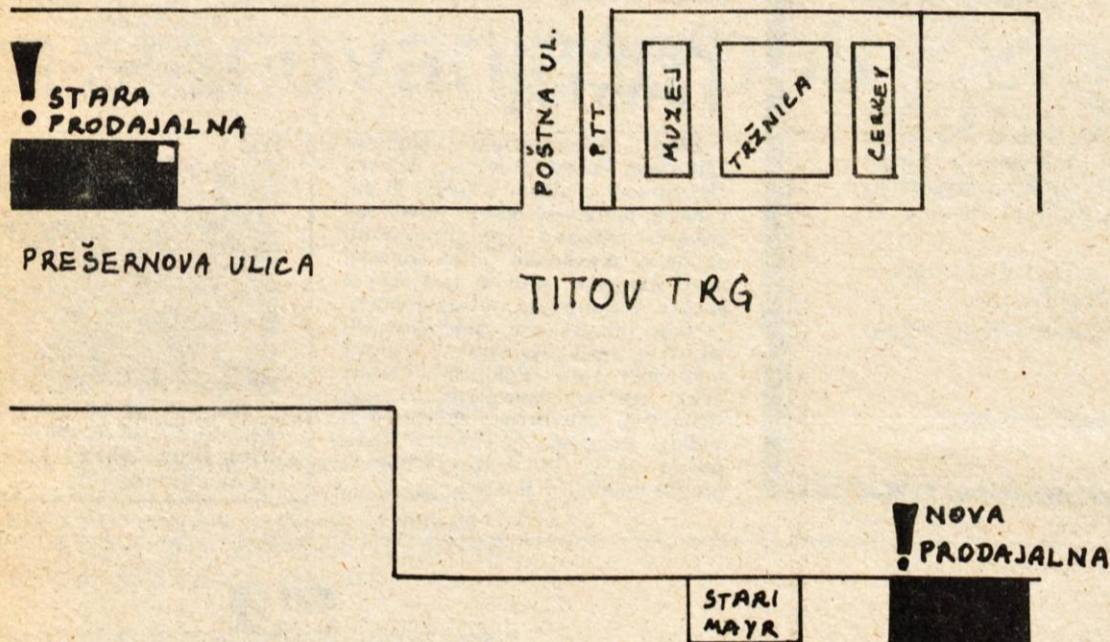 ! STARA
PRODAJALNA
POŠTNA UL.
PTT
MUZEJ
TRŽNICA
CERKEV
PREŠERNOVA ULICA
TITOV TRG
! NOVA
PRODAJALNA
STARI
MAYR